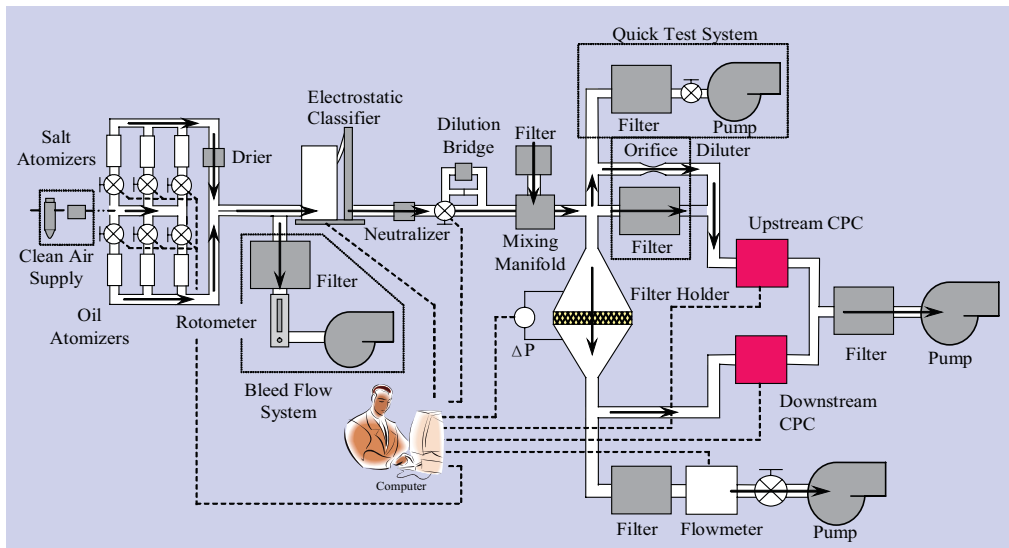 Quick Test System
Filter
Pump
Electrostatic
Classifier
Dilution
Bridge
Filter
Orifice
Diluter
Salt
Atomizers
Drier
Neutralizer
Mixing
Manifold
Filter
Upstream CPC
Clean Air
Supply
Oil
Atomizers
Rotometer
Filter
Filter Holder
ΔP
Filter
Pump
Bleed Flow
System
Downstream
CPC
Computer
Filter
Flowmeter
Pump